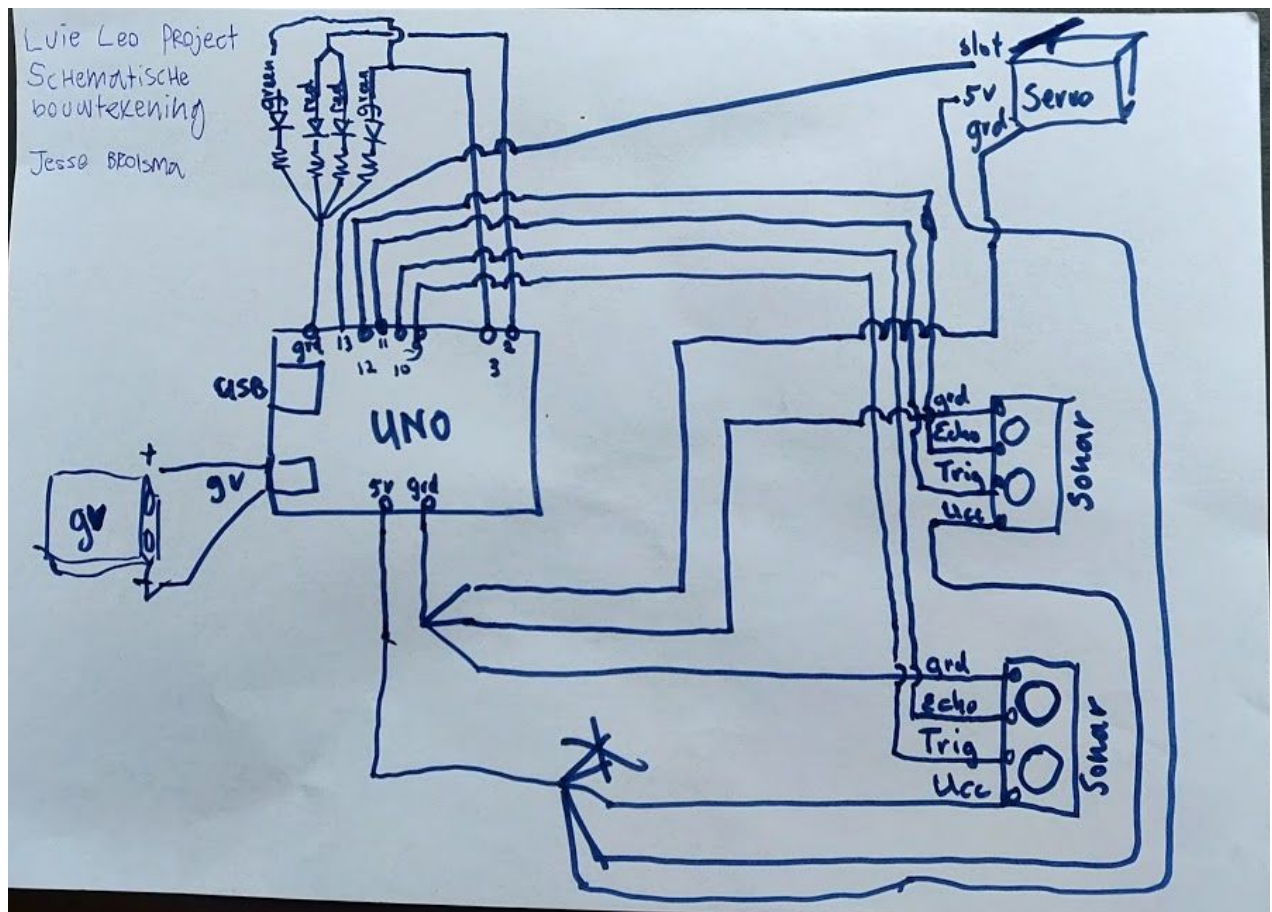 Luie Leo Project
Schematische
bouwtekening
Jesse Brolsma
green
red
red
green
slot
5v
grd
Servo
grd
13
12
11
10
9
3
2
USB
UNO
9v
5v
grd
+
9v
-
grd
Echo
Trig
Ucc
Sonar
grd
Echo
Trig
Ucc
Sonar